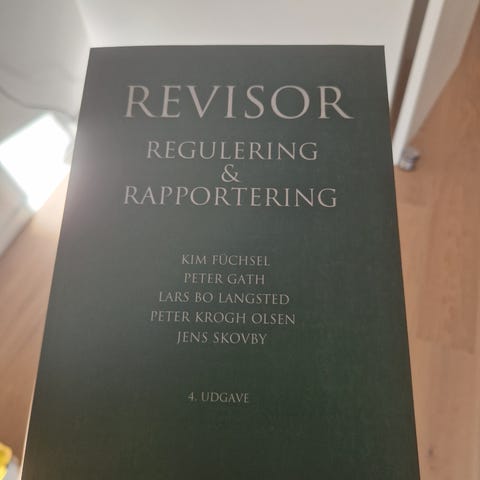 REVISOR
REGULERING
&
RAPPORTERING
KIM FÜCHSEL
PETER GATH
LARS BO LANGSTED
PETER KROGH OLSEN
JENS SKOVBY
4. UDGAVE